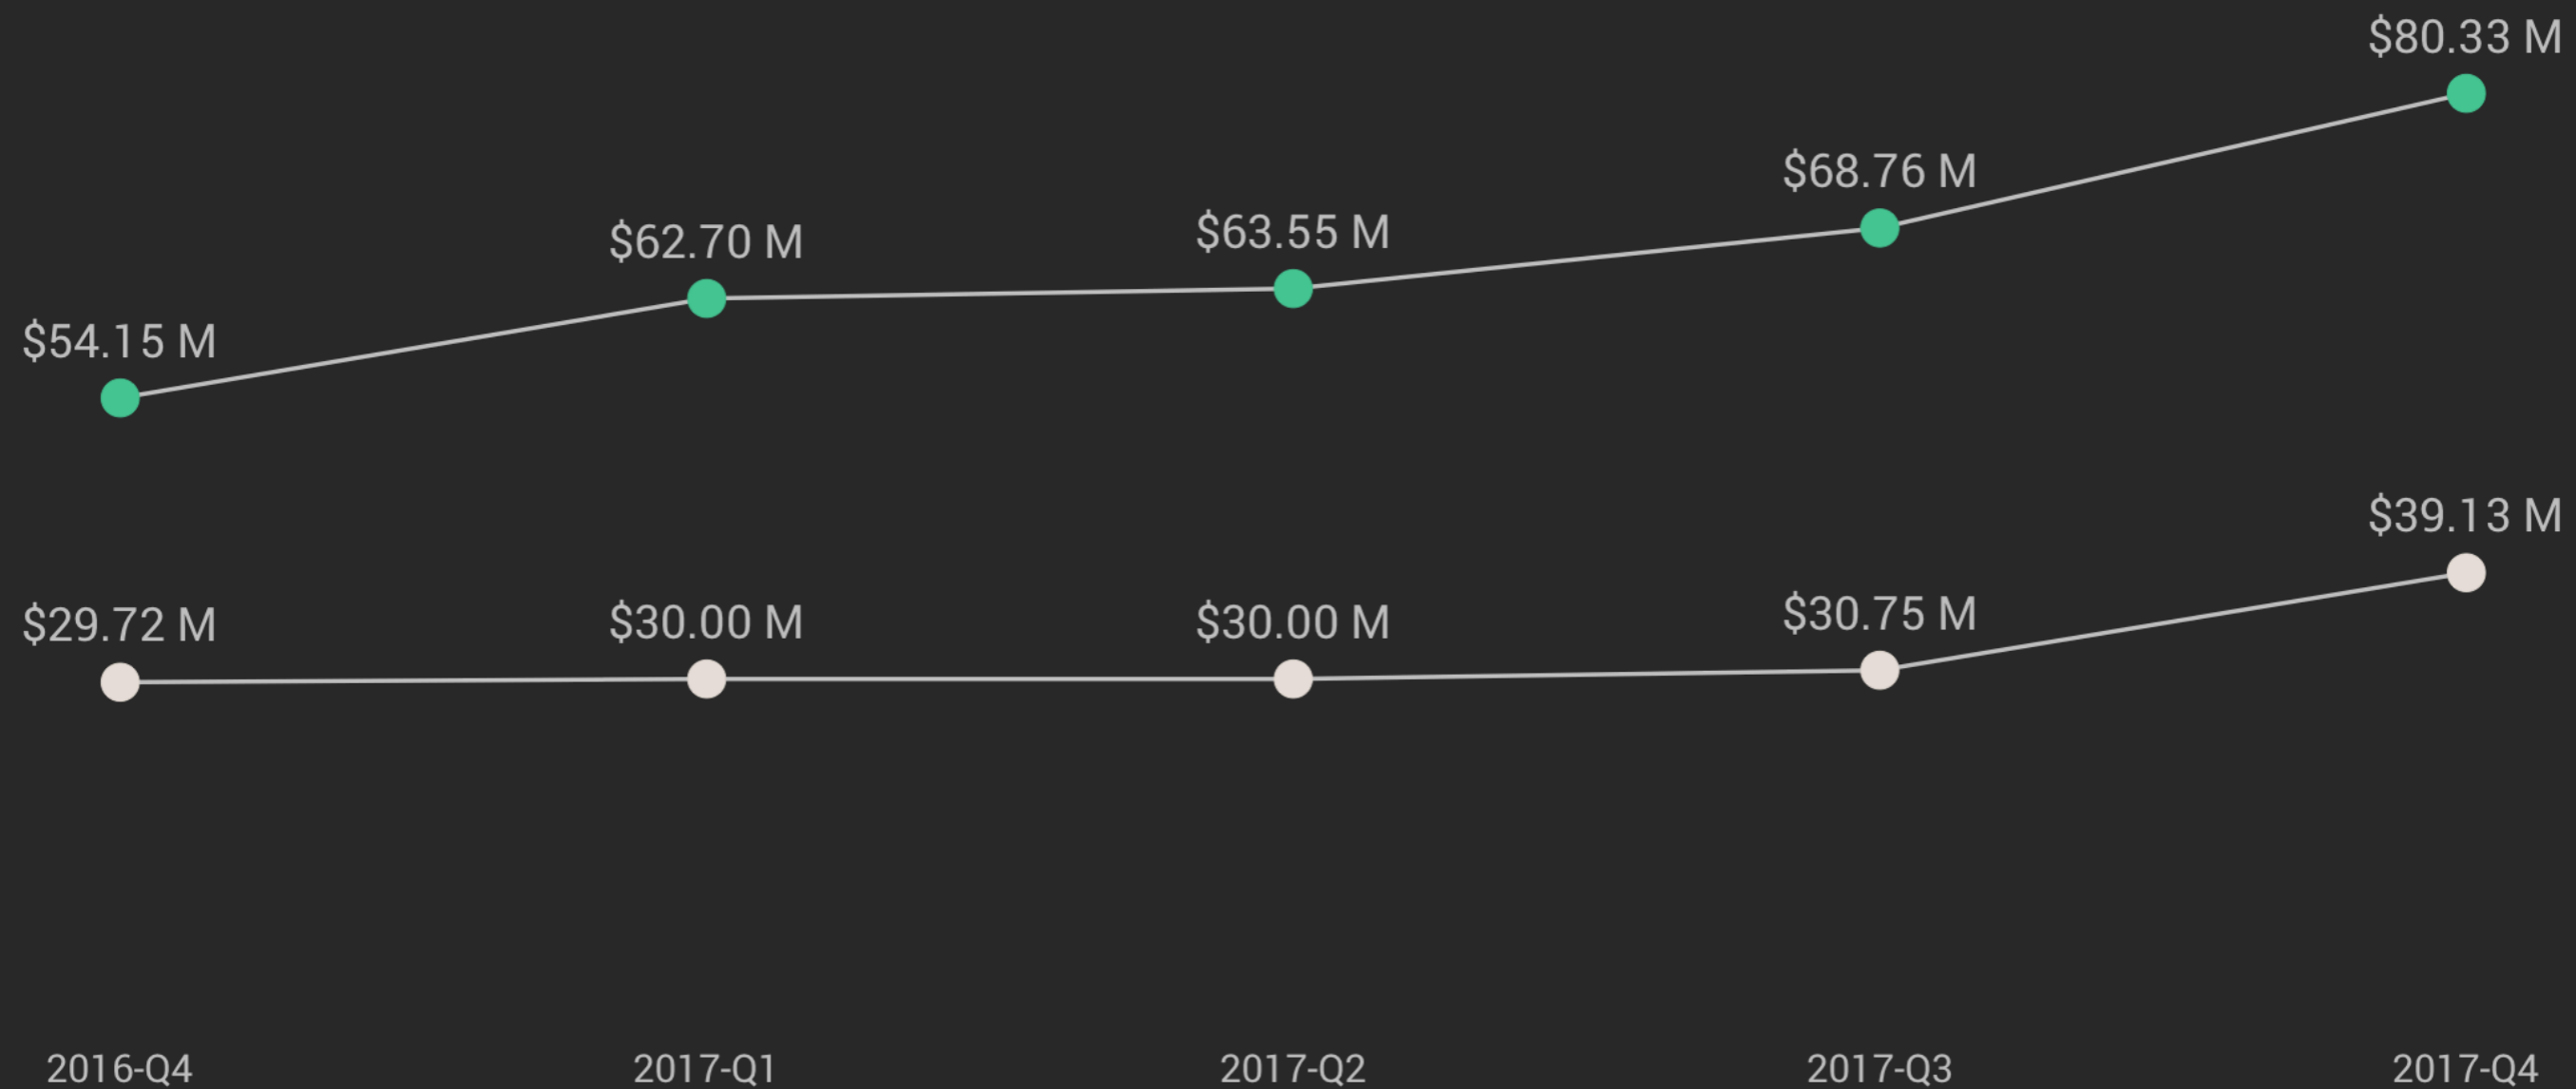 $80.33 M
$68.76 M
$63.55 M
$62.70 M
$54.15 M
$39.13 M
$30.75 M
$30.00 M
$30.00 M
$29.72 M
2016-Q4
2017-Q1
2017-Q2
2017-Q3
2017-Q4